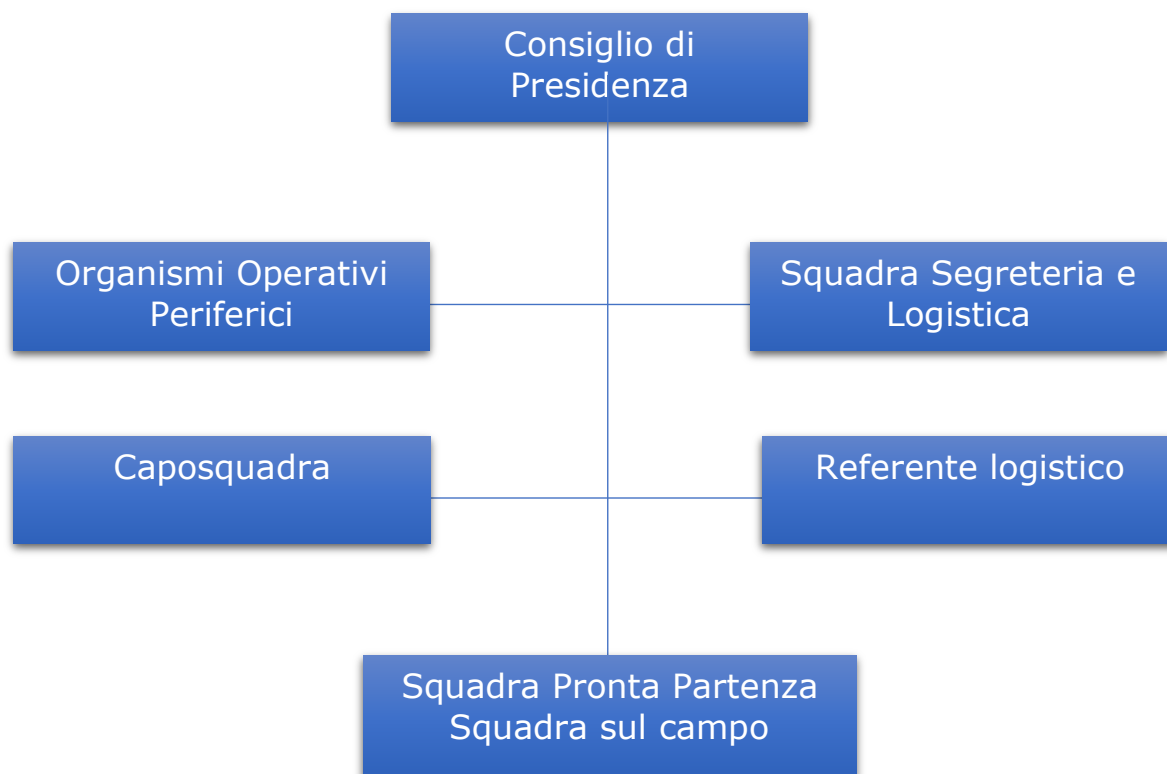 Consiglio di
Presidenza
Organismi Operativi
Periferici
Squadra Segreteria e
Logistica
Caposquadra
Referente logistico
Squadra Pronta Partenza
Squadra sul campo